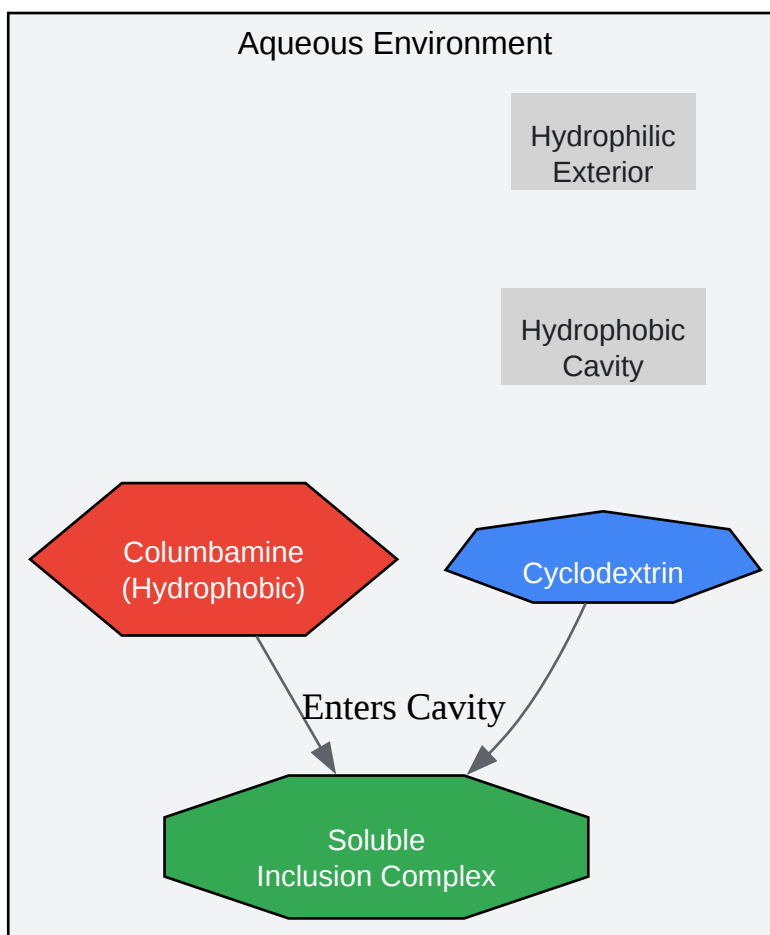 Aqueous Environment
Hydrophilic
Exterior
Hydrophobic
Cavity
Columbamine
(Hydrophobic)
Cyclodextrin
Enters Cavity
Soluble
Inclusion Complex